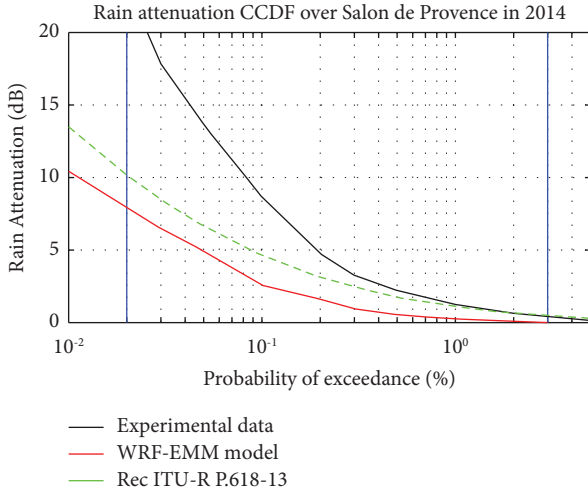 Rain attenuation CCDF over Salon de Provence in 2014
Rain Attenuation (dB)
20
15
10
5
0
10-2
10-1
100
Probability of exceedance (%)
Experimental data
WRF-EMM model
Rec ITU-R P.618-13